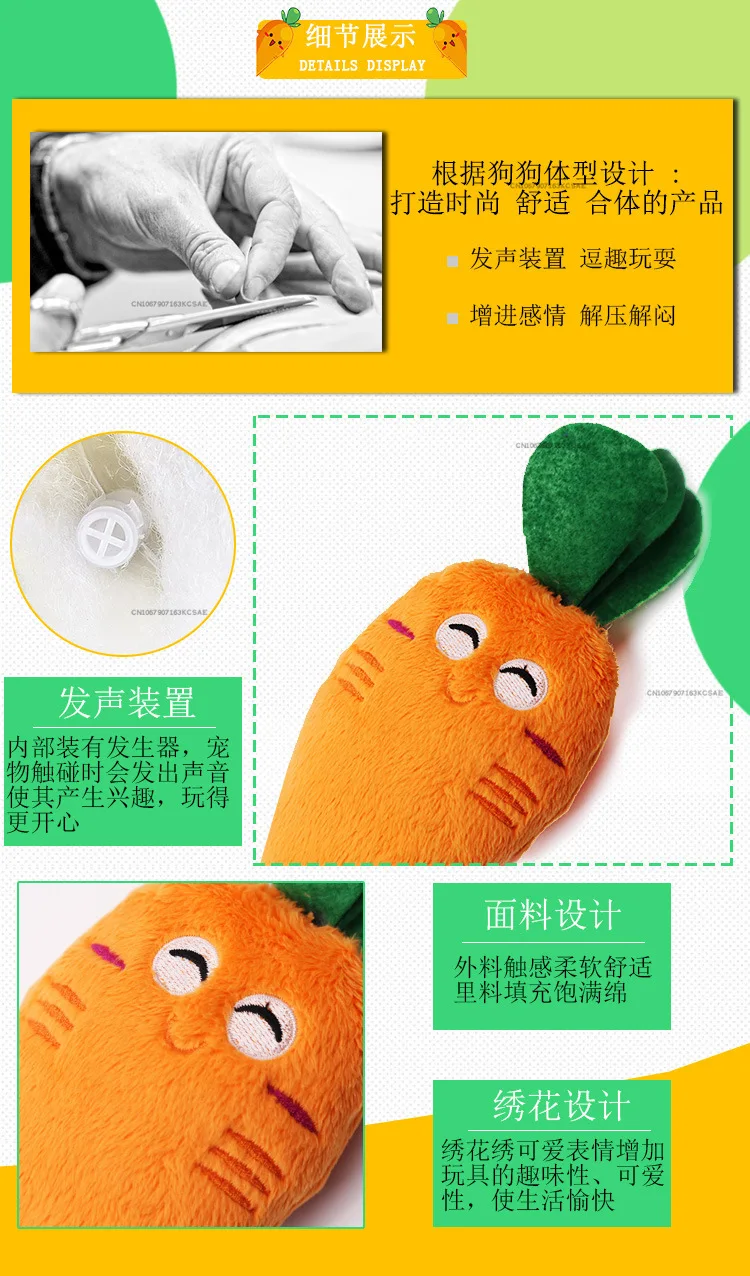 细节展示
DETAILS DISPLAY
根据狗狗体型设计 :
CN1067907163KCSAE
打造时尚 舒适 合体的产品
发声装置 逗趣玩耍
CN1067907163KCSAE
增进感情 解压解闷
CN1067907163KCSAE
CN1067907163KCSAE
CN1067907163KCSAE
发声装置
内部装有发生器，宠
物触碰时会发出声音
使其产生兴趣，玩得
更开心
面料设计
外料触感柔软舒适
里料填充饱满绵
绣花设计
绣花绣可爱表情增加
玩具的趣味性、可爱
性，使生活愉快